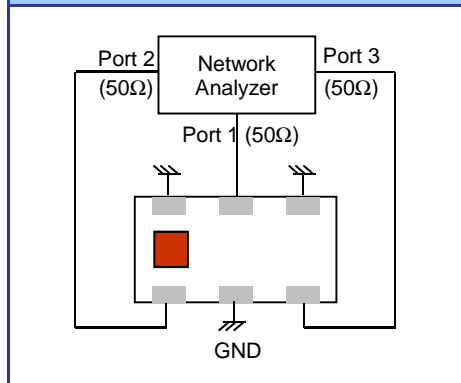 Port 2
Network
Analyzer
Port 3
(50Ω)
(50Ω)
Port 1 (50Ω)
GND